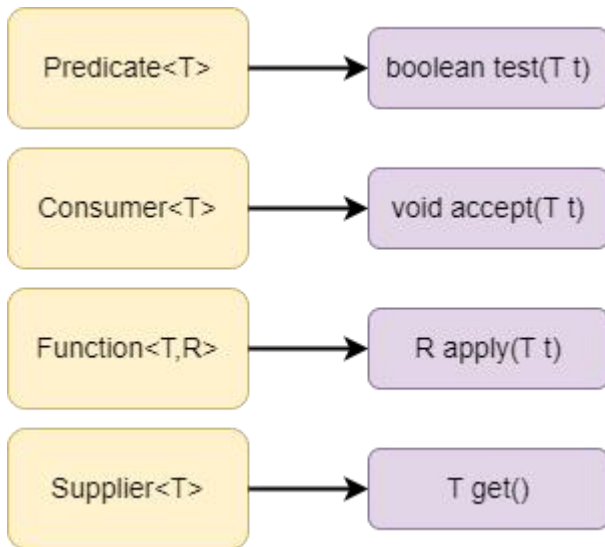 Predicate<T>
boolean test(T t)
Consumer<T>
void accept(T t)
Function<T,R>
R apply(T t)
Supplier<T>
T get()